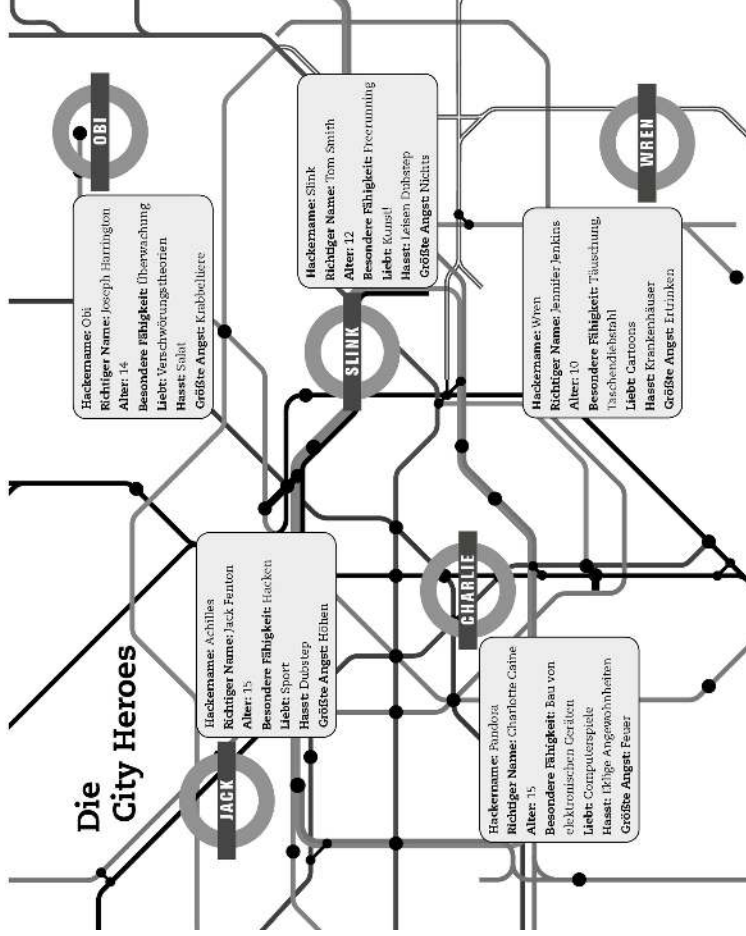 Die
City Heroes
JACK
Hackername: Achilles
Richtiger Name: Jack Fenton
Alter: 15
Besondere Fähigkeit: Hacken
Liebt: Sport
Hasst: Dubstep
Größte Angst: Höhen
SLINK
Hackername: Slink
Richtiger Name: Tom Smith
Alter: 12
Besondere Fähigkeit: Freerunning
Liebt: Kunst!
Hasst: Leisen Dubstep
Größte Angst: Nichts
OBI
Hackername: Obi
Richtiger Name: Joseph Harrington
Alter: 14
Besondere Fähigkeit: Überwachung
Liebt: Verschwörungstheorien
Hasst: Salat
Größte Angst: Krabbeltiere
CHARLIE
Hackername: Pandora
Richtiger Name: Charlotte Caine
Alter: 15
Besondere Fähigkeit: Bau von
elektronischen Geräten
Liebt: Computerspiele
Hasst: Eklige Angewohnheiten
Größte Angst: Feuer
WREN
Hackername: Wren
Richtiger Name: Jennifer Jenkins
Alter: 10
Besondere Fähigkeit: Täuschung,
Taschendiebstahl
Liebt: Cartoons
Hasst: Krankenhäuser
Größte Angst: Ertrinken